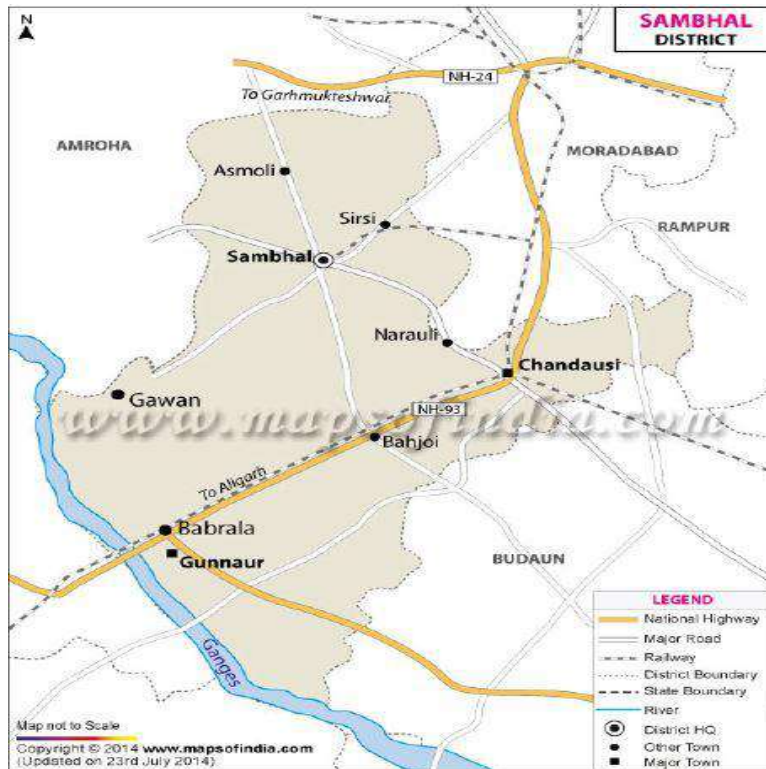 N
SAMBHAL
DISTRICT
NH-24
To Garhmukteshwar
AMROHA
MORADABAD
Asmoli
Sirsi
RAMPUR
Sambhal
Narauli
Chandausi
Gawan
NH-93
www.mapsofindia.com
Bahjoi
To Aligarh
Babrala
Gunnaur
BUDAUN
Ganges
LEGEND
National Highway
Major Road
Railway
District Boundary
State Boundary
River
District HQ
Other Town
Major Town
Map not to Scale
Copyright © 2014 www.mapsofindia.com
(Updated on 23rd July 2014)